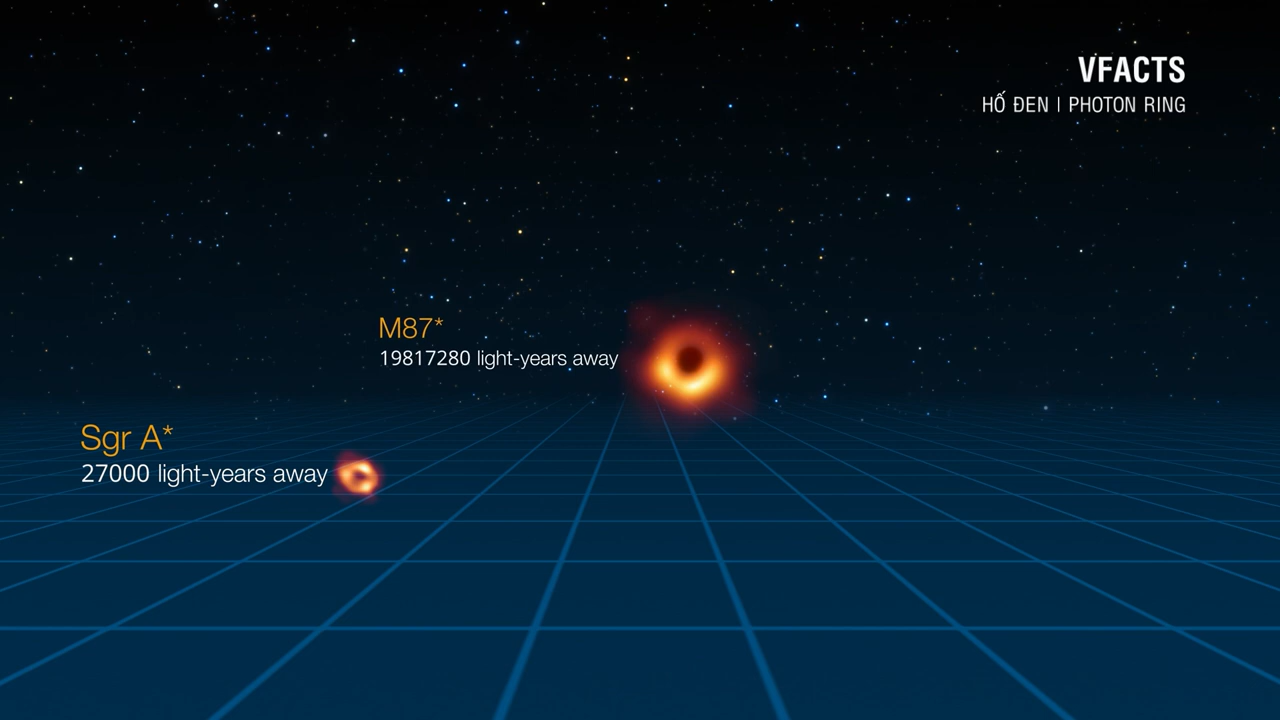 VFACTS
HỐ ĐEN | PHOTON RING
M87*
19817280 light-years away
Sgr A*
27000 light-years away